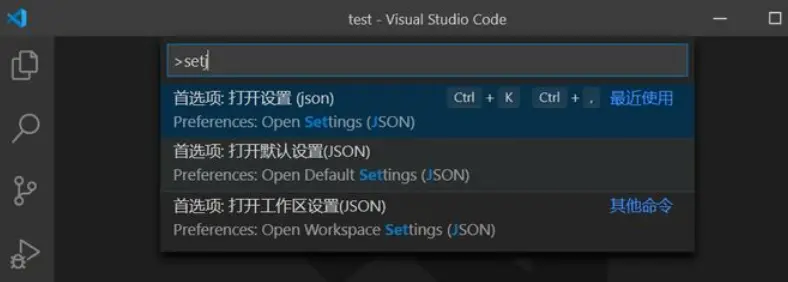 test - Visual Studio Code
>setj
首选项: 打开设置 (json) Ctrl + K Ctrl + , 最近使用
Preferences: Open Settings (JSON)
首选项: 打开默认设置(JSON)
Preferences: Open Default Settings (JSON)
首选项: 打开工作区设置(JSON) 其他命令
Preferences: Open Workspace Settings (JSON)